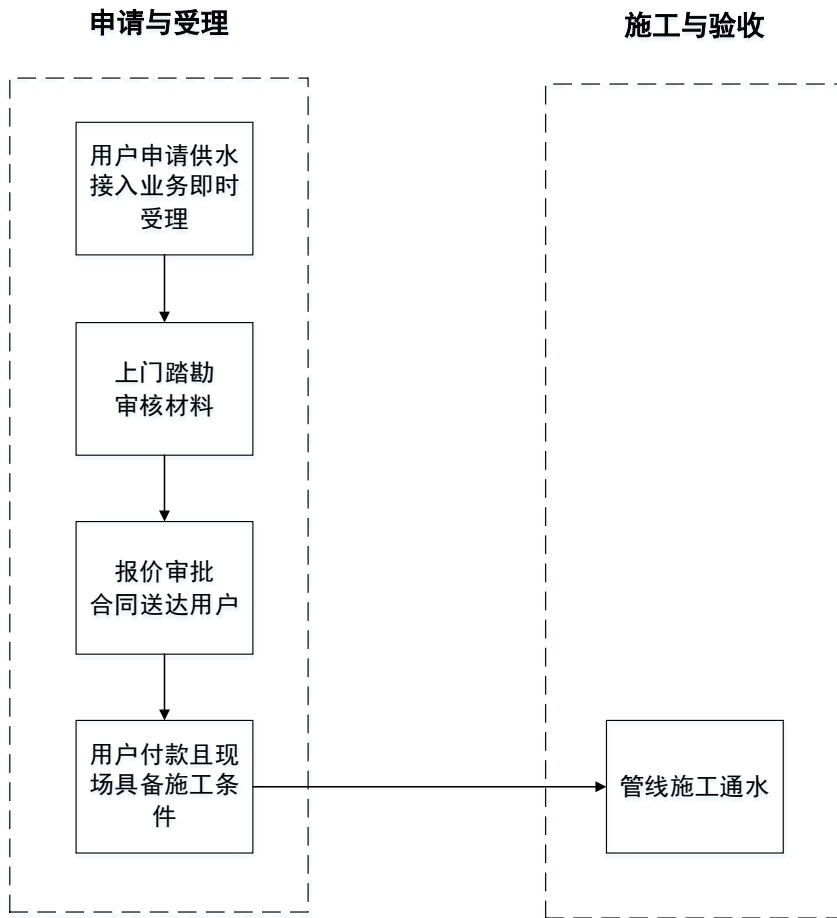 申请与受理
施工与验收
用户申请供水
接入业务即时
受理
上门踏勘
审核材料
报价审批
合同送达用户
用户付款且现
场具备施工条
件
管线施工通水